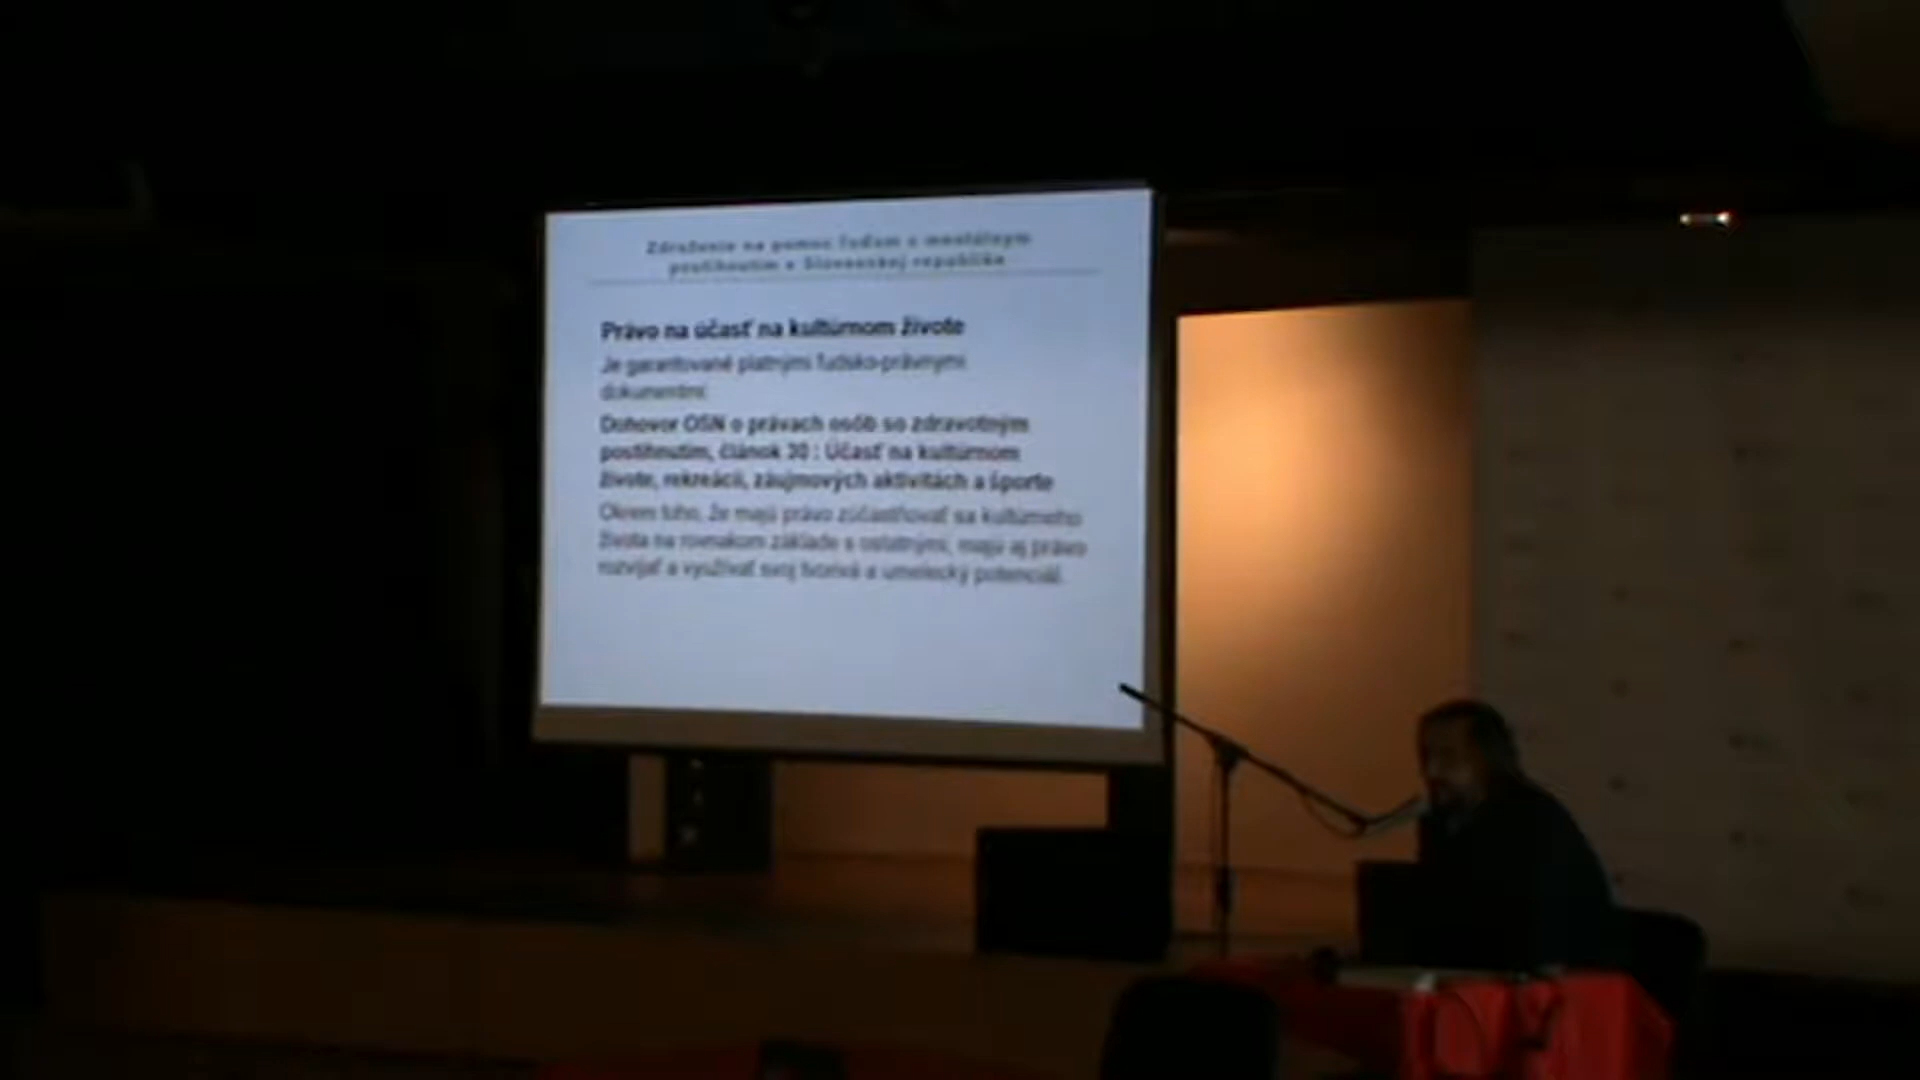 Združenie na pomoc ľuďom s mentálnym
postihnutím v Slovenskej republike
Právo na účasť na kultúrnom živote
Je garantované platnými ľudsko-právnymi
dokumentmi:
Dohovor OSN o právach osôb so zdravotným
postihnutím, článok 30 : Účasť na kultúrnom
živote, rekreácii, záujmových aktivitách a športe
Okrem toho, že majú právo zúčastňovať sa kultúrneho
života na rovnakom základe s ostatnými, majú aj právo
rozvíjať a využívať svoj tvorivý a umelecký potenciál.